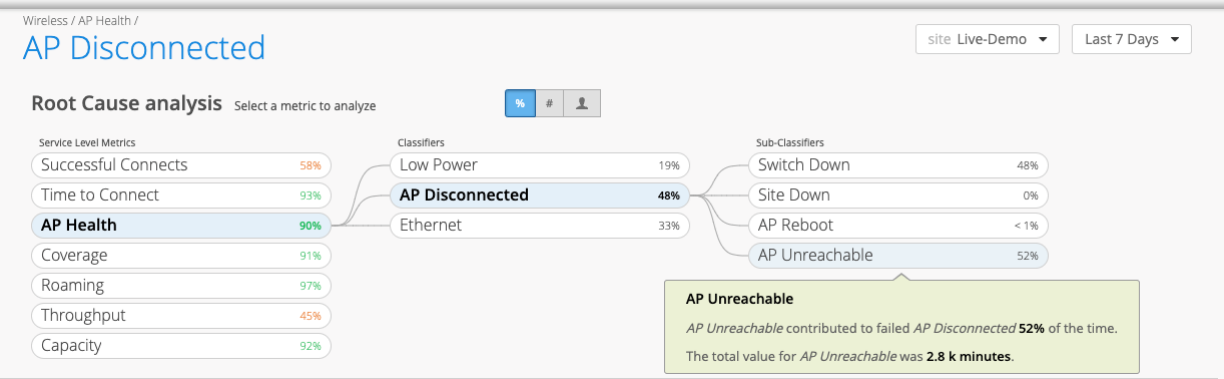 Wireless / AP Health /
AP Disconnected
site Live-Demo
Last 7 Days
Root Cause analysis Select a metric to analyze
% #
Service Level Metrics
Successful Connects 58%
Time to Connect 93%
AP Health 90%
Coverage 91%
Roaming 97%
Throughput 45%
Capacity 92%
Classifiers
Low Power 19%
AP Disconnected 48%
Ethernet 33%
Sub-Classifiers
Switch Down 48%
Site Down 0%
AP Reboot < 1%
AP Unreachable 52%
AP Unreachable
AP Unreachable contributed to failed AP Disconnected 52% of the time.
The total value for AP Unreachable was 2.8 k minutes.